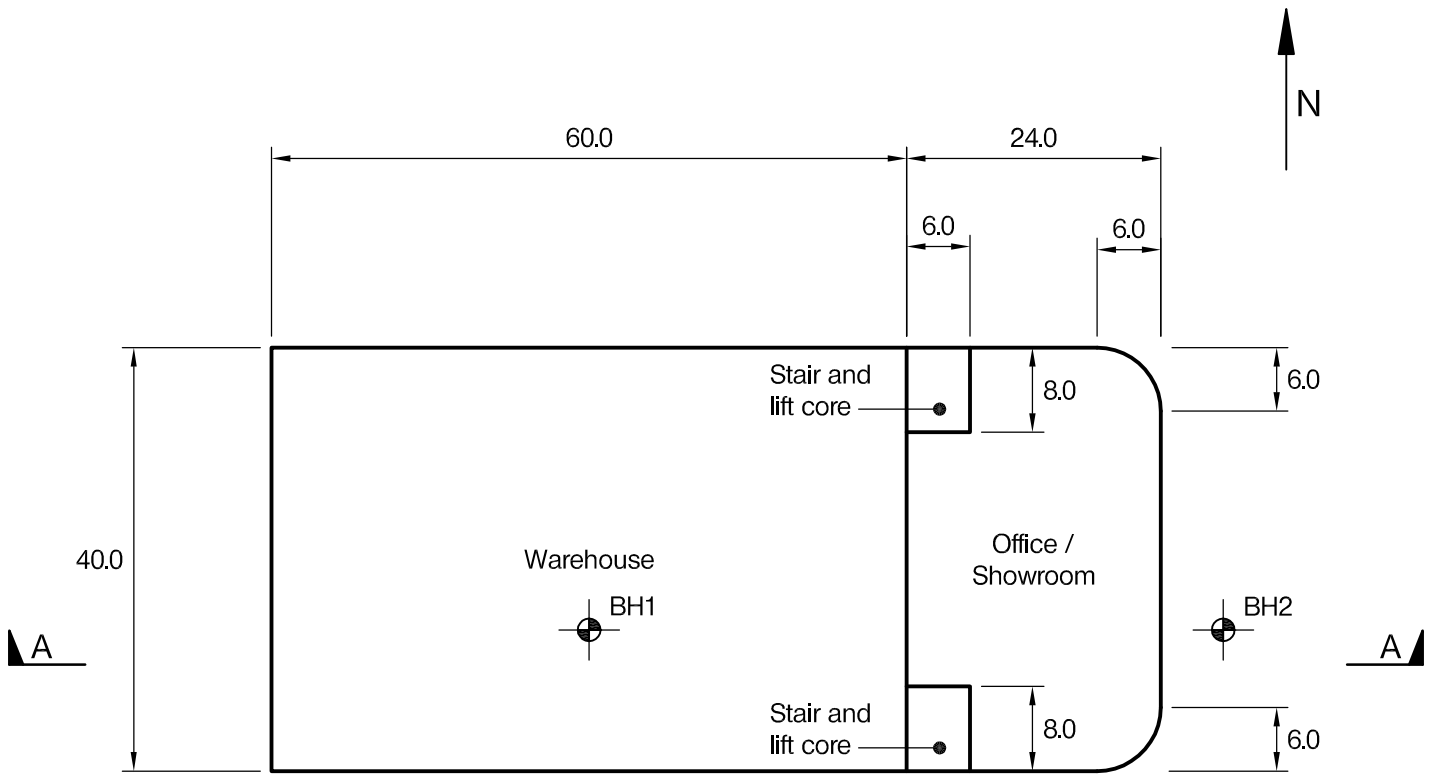 N
60.0
24.0
6.0
6.0
Stair and
lift core
8.0
6.0
40.0
Warehouse
Office /
Showroom
BH1
BH2
A
A
Stair and
lift core
8.0
6.0